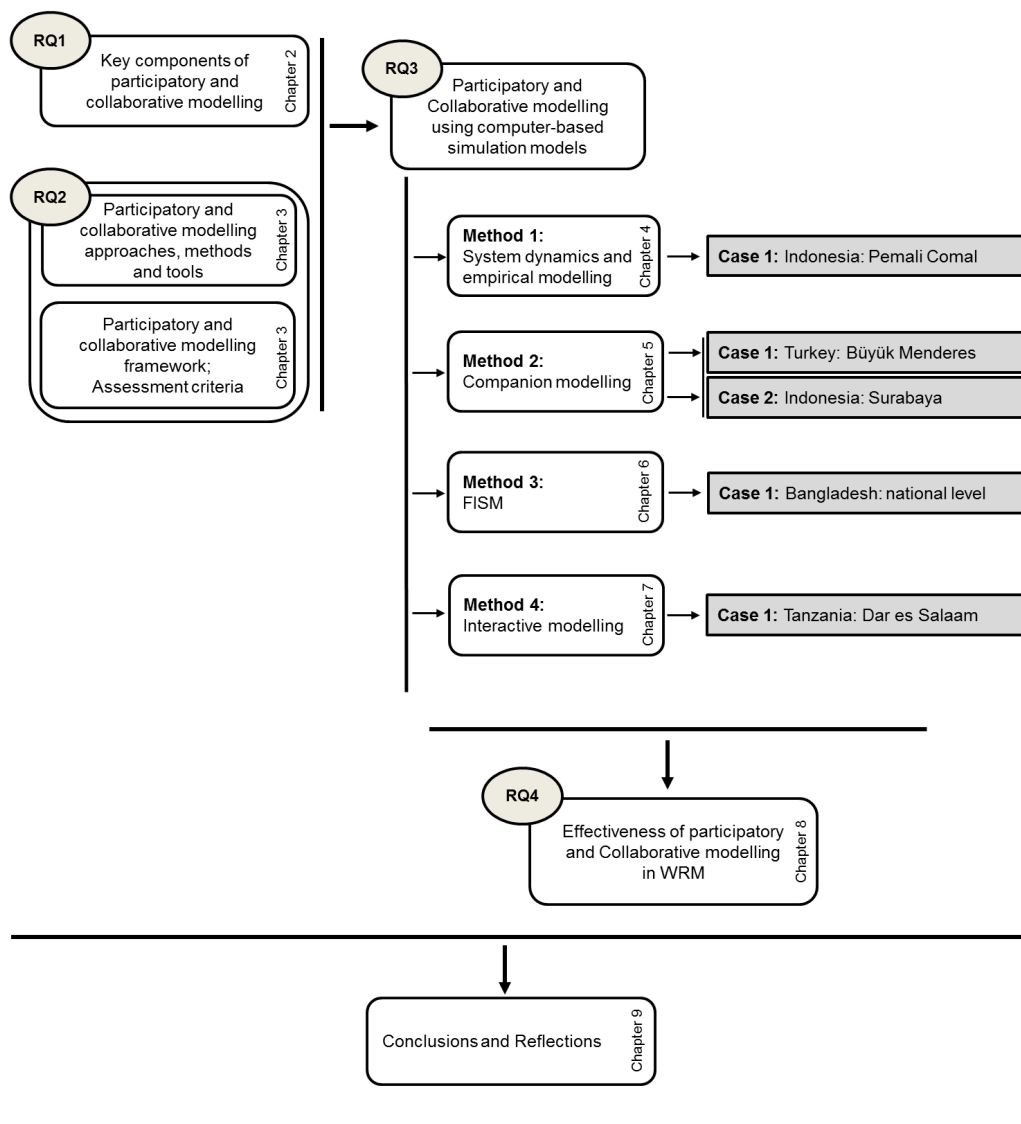 RQ1
Key components of
participatory and
collaborative modelling
Chapter 2
RQ2
Participatory and
collaborative modelling
approaches, methods
and tools
Chapter 3
Participatory and
collaborative modelling
framework;
Assessment criteria
Chapter 3
RQ3
Participatory and
Collaborative modelling
using computer-based
simulation models
Method 1:
System dynamics and
empirical modelling
Chapter 4
Case 1: Indonesia: Pemali Comal
Method 2:
Companion modelling
Chapter 5
Case 1: Turkey: Büyük Menderes
Case 2: Indonesia: Surabaya
Method 3:
FISM
Chapter 6
Case 1: Bangladesh: national level
Method 4:
Interactive modelling
Chapter 7
Case 1: Tanzania: Dar es Salaam
RQ4
Effectiveness of participatory
and Collaborative modelling
in WRM
Chapter 8
Conclusions and Reflections
Chapter 9